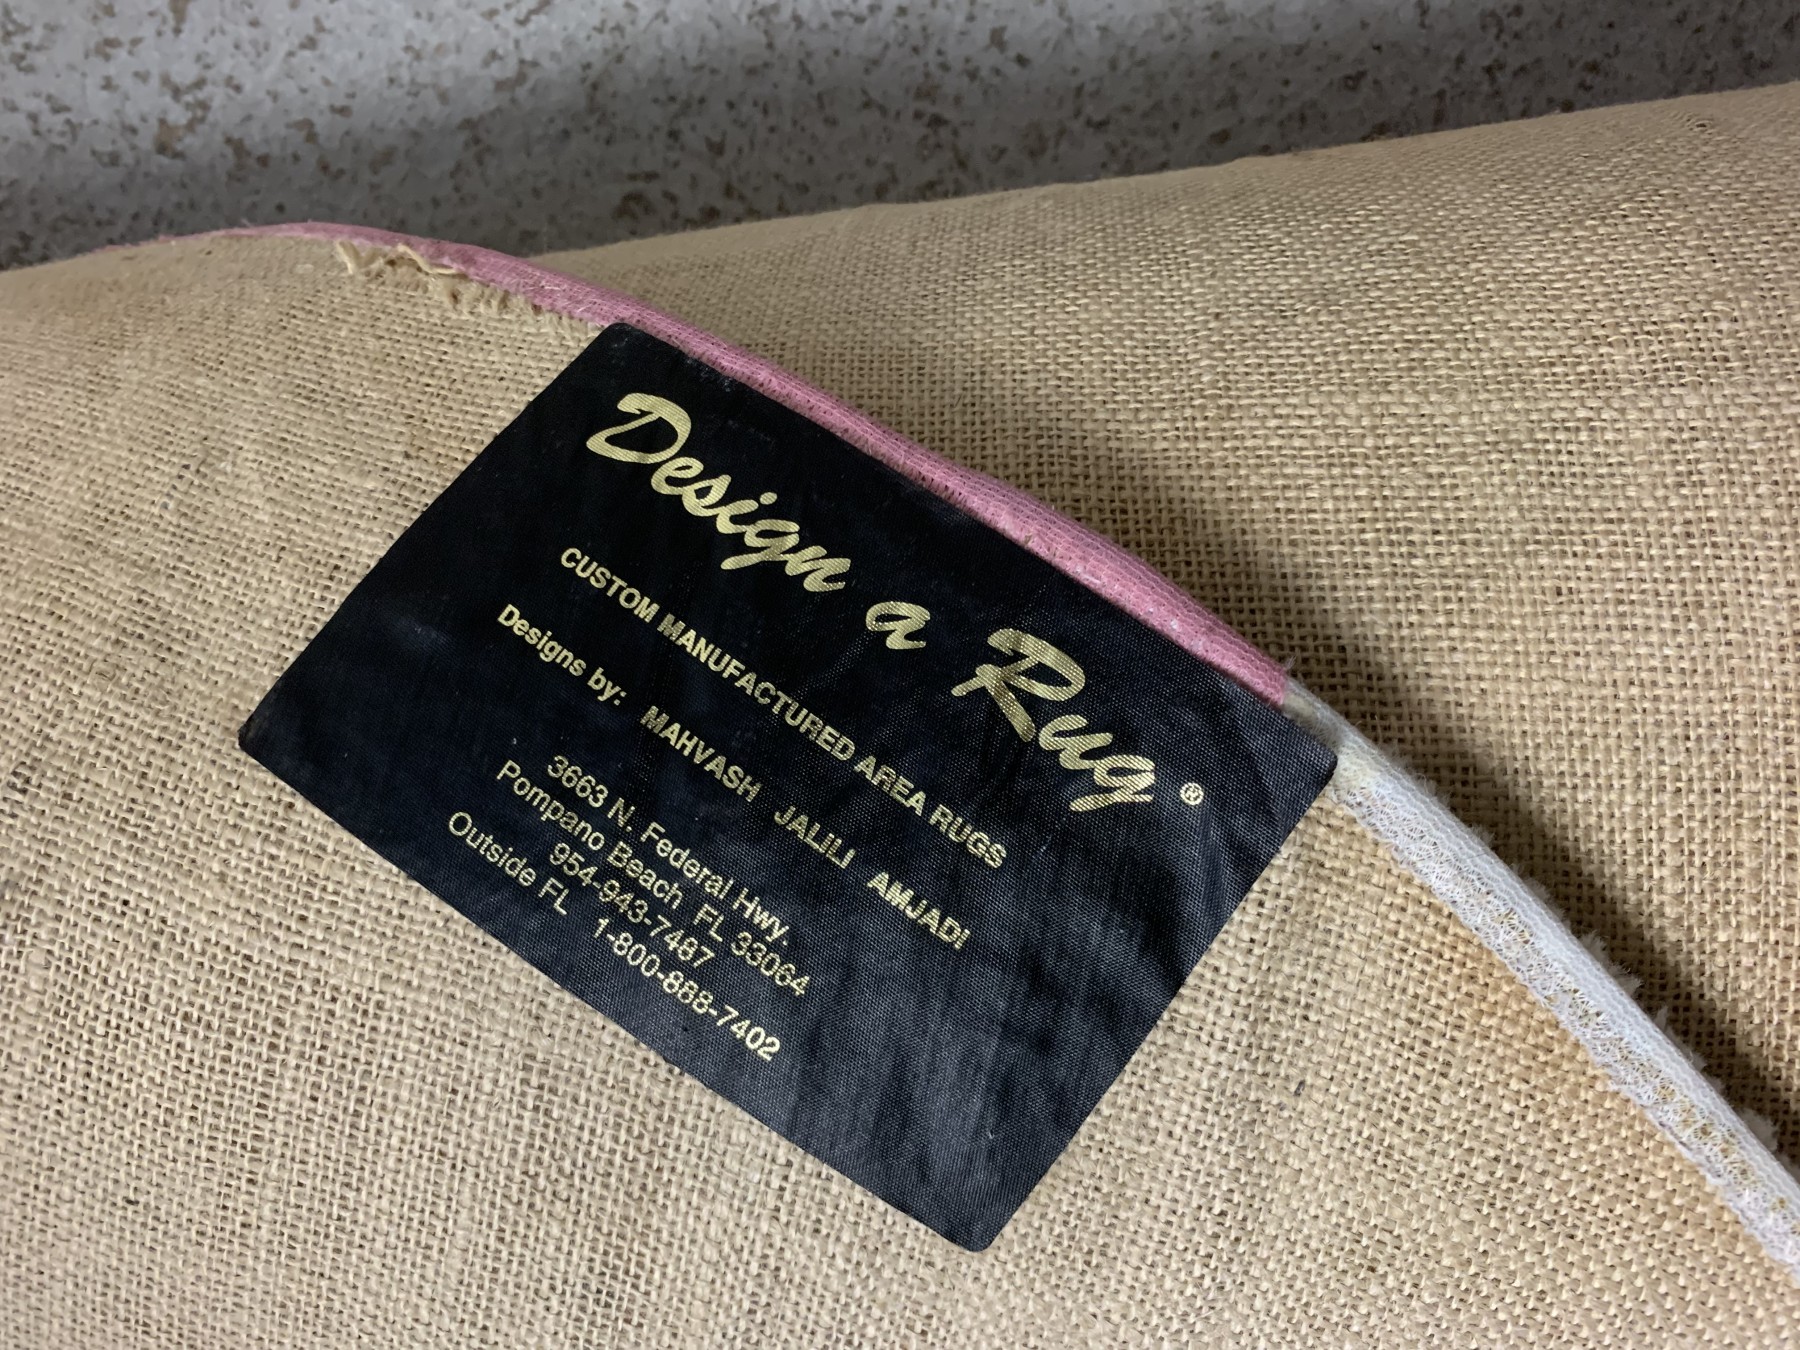 Design a Rug®
CUSTOM MANUFACTURED AREA RUGS
Designs by: MAHVASH JALILI AMJADI
3663 N. Federal Hwy.
Pompano Beach FL 33064
954-943-7487
Outside FL 1-800-888-7402